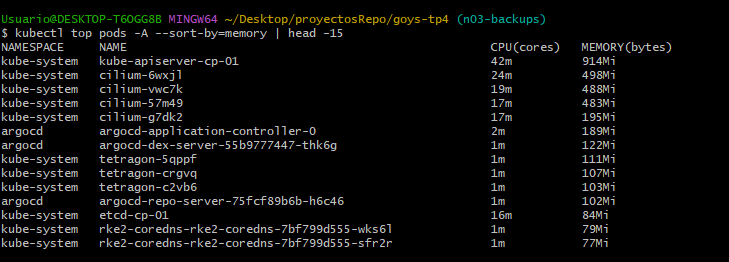 Usuario@DESKTOP-T6OGG8B MINGW64 ~/Desktop/proyectosRepo/goys-tp4 (n03-backups)
$ kubectl top pods -A --sort-by=memory | head -15
NAMESPACE NAME CPU(cores) MEMORY(bytes)
kube-system kube-apiserver-cp-01 42m 914Mi
kube-system cilium-6wxjl 24m 498Mi
kube-system cilium-vwc7k 19m 488Mi
kube-system cilium-57m49 17m 483Mi
kube-system cilium-g7dk2 17m 195Mi
argocd argocd-application-controller-0 2m 189Mi
argocd argocd-dex-server-55b9777447-thk6g 1m 122Mi
kube-system tetragon-5qppf 1m 111Mi
kube-system tetragon-crgvq 1m 107Mi
kube-system tetragon-c2vb6 1m 103Mi
argocd argocd-repo-server-75fcf89b6b-h6c46 1m 102Mi
kube-system etcd-cp-01 16m 84Mi
kube-system rke2-coredns-rke2-coredns-7bf799d555-wks6l 1m 79Mi
kube-system rke2-coredns-rke2-coredns-7bf799d555-sfr2r 1m 77Mi